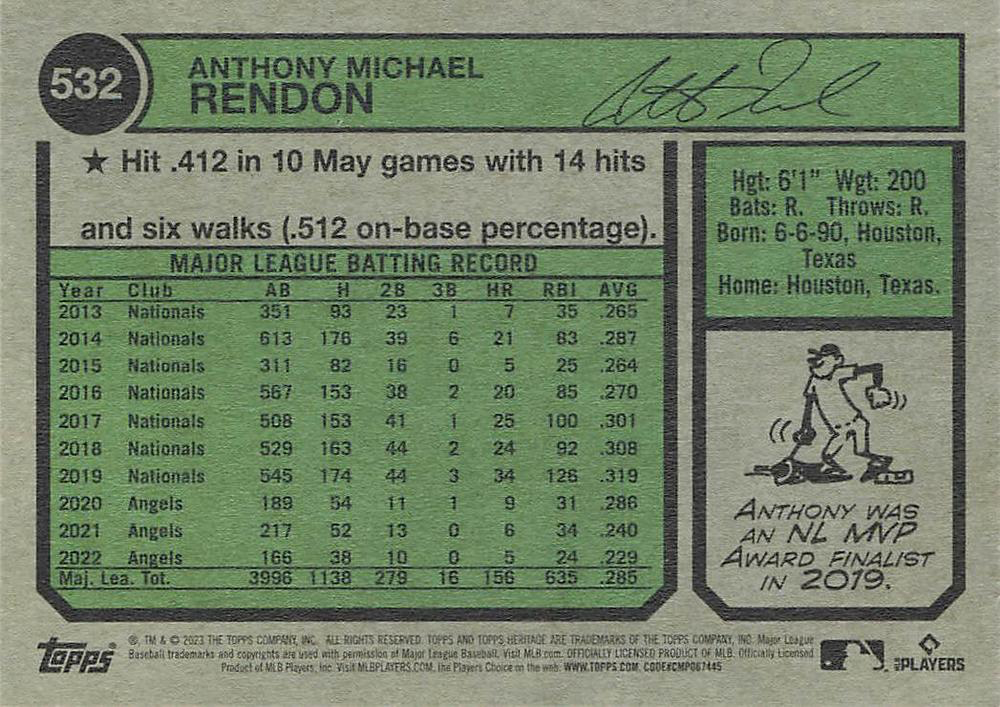 532
ANTHONY MICHAEL
RENDON
★ Hit .412 in 10 May games with 14 hits
and six walks (.512 on-base percentage).
MAJOR LEAGUE BATTING RECORD
Year Club AB H 2B 3B HR RBI AVG
2013 Nationals 351 93 23 1 7 35 .265
2014 Nationals 613 176 39 6 21 83 .287
2015 Nationals 311 82 16 0 5 25 .264
2016 Nationals 567 153 38 2 20 85 .270
2017 Nationals 508 153 41 1 25 100 .301
2018 Nationals 529 163 44 2 24 92 .308
2019 Nationals 545 174 44 3 34 126 .319
2020 Angels 189 54 11 1 9 31 .286
2021 Angels 217 52 13 0 6 34 .240
2022 Angels 166 38 10 0 5 24 .229
Maj. Lea. Tot. 3996 1138 279 16 156 635 .285
Hgt: 6'1" Wgt: 200
Bats: R. Throws: R.
Born: 6-6-90, Houston,
Texas
Home: Houston, Texas.
ANTHONY WAS
AN NL MVP
AWARD FINALIST
IN 2019.
topps
®, TM & © 2023 THE TOPPS COMPANY, INC. ALL RIGHTS RESERVED. TOPPS AND TOPPS HERITAGE ARE TRADEMARKS OF THE TOPPS COMPANY, INC. Major League
Baseball trademarks and copyrights are used with permission of Major League Baseball. Visit MLB.com. OFFICIALLY LICENSED PRODUCT OF MLB. Officially Licensed
Product of MLB Players, Inc. Visit MLBPLAYERS.COM, the Players Choice on the web. WWW.TOPPS.COM. CODE#CMP067445
MLB PLAYERS